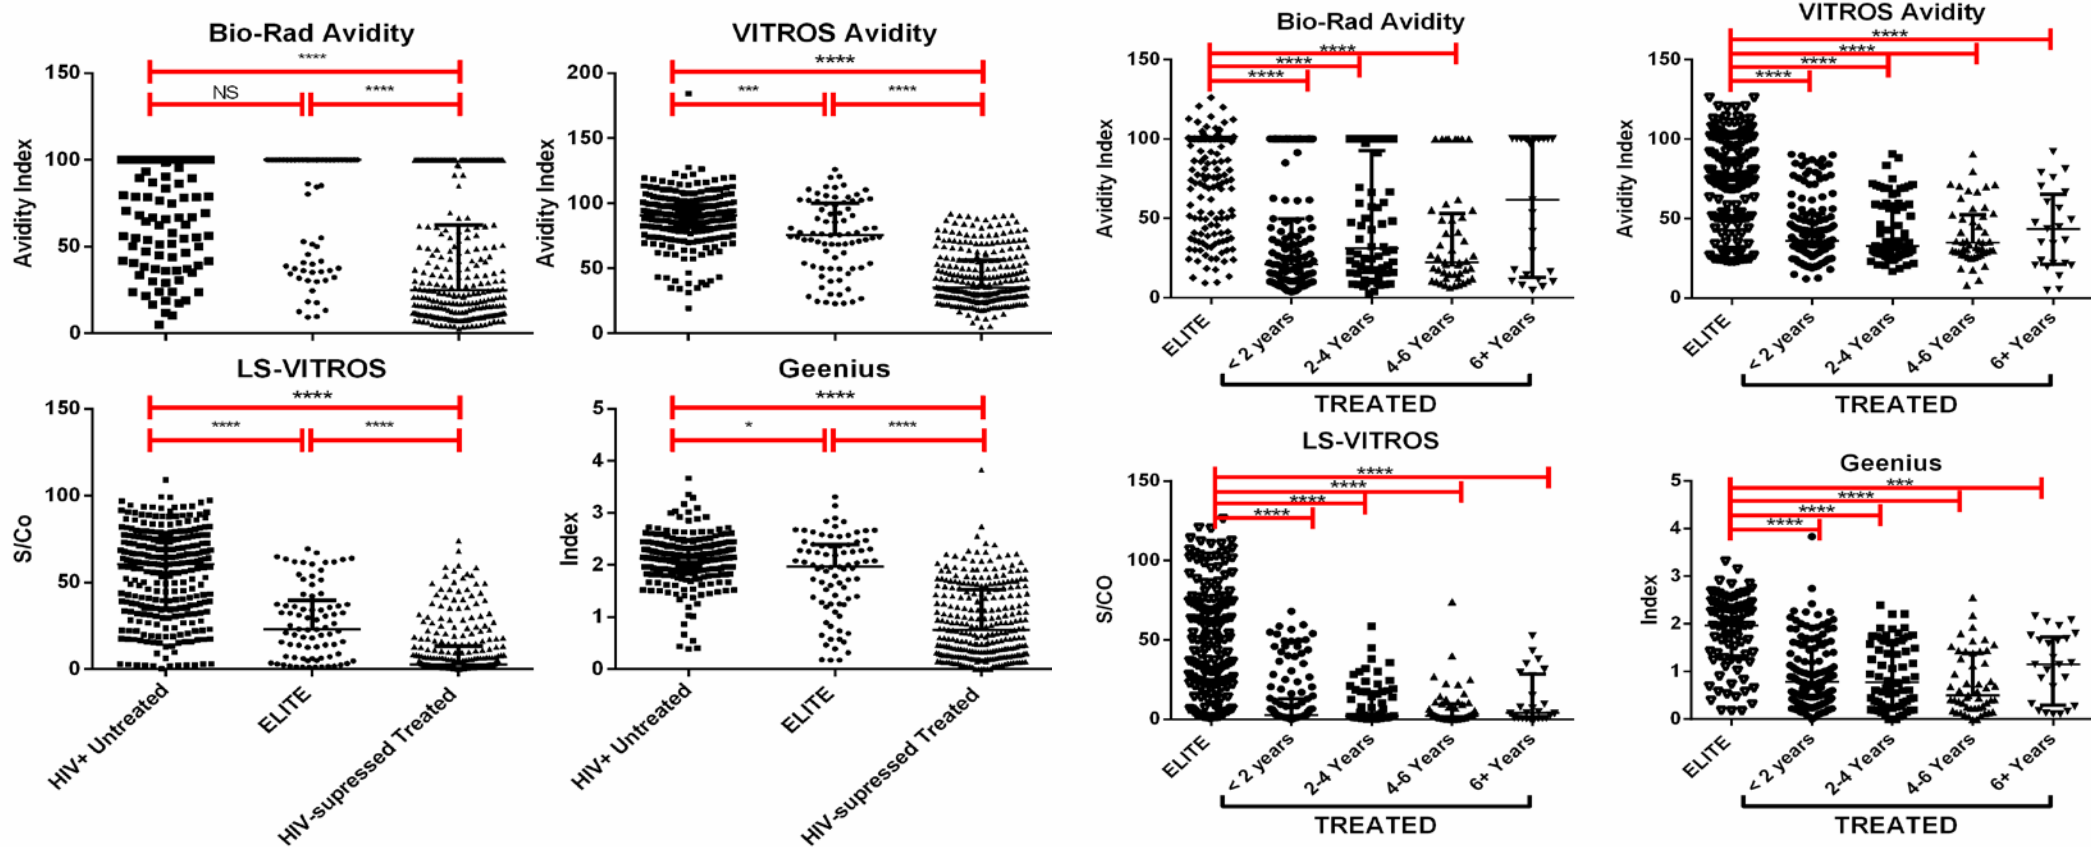 Bio-Rad Avidity
****
NS
****
150
100
50
0
Avidity Index
VITROS Avidity
****
***
****
200
150
100
50
0
Avidity Index
LS-VITROS
****
****
****
150
100
50
0
S/Co
HIV+ Untreated
ELITE
HIV-supressed Treated
Geenius
****
*
****
5
4
3
2
1
0
Index
HIV+ Untreated
ELITE
HIV-supressed Treated
Bio-Rad Avidity
****
****
****
150
100
50
0
Avidity Index
ELITE
< 2 years
2-4 Years
4-6 Years
6+ Years
TREATED
VITROS Avidity
****
****
****
****
150
100
50
0
Avidity Index
ELITE
< 2 years
2-4 Years
4-6 Years
6+ Years
TREATED
LS-VITROS
****
****
****
****
150
100
50
0
S/CO
ELITE
< 2 years
2-4 Years
4-6 Years
6+ Years
TREATED
Geenius
***
****
****
****
5
4
3
2
1
0
Index
ELITE
< 2 years
2-4 Years
4-6 Years
6+ Years
TREATED